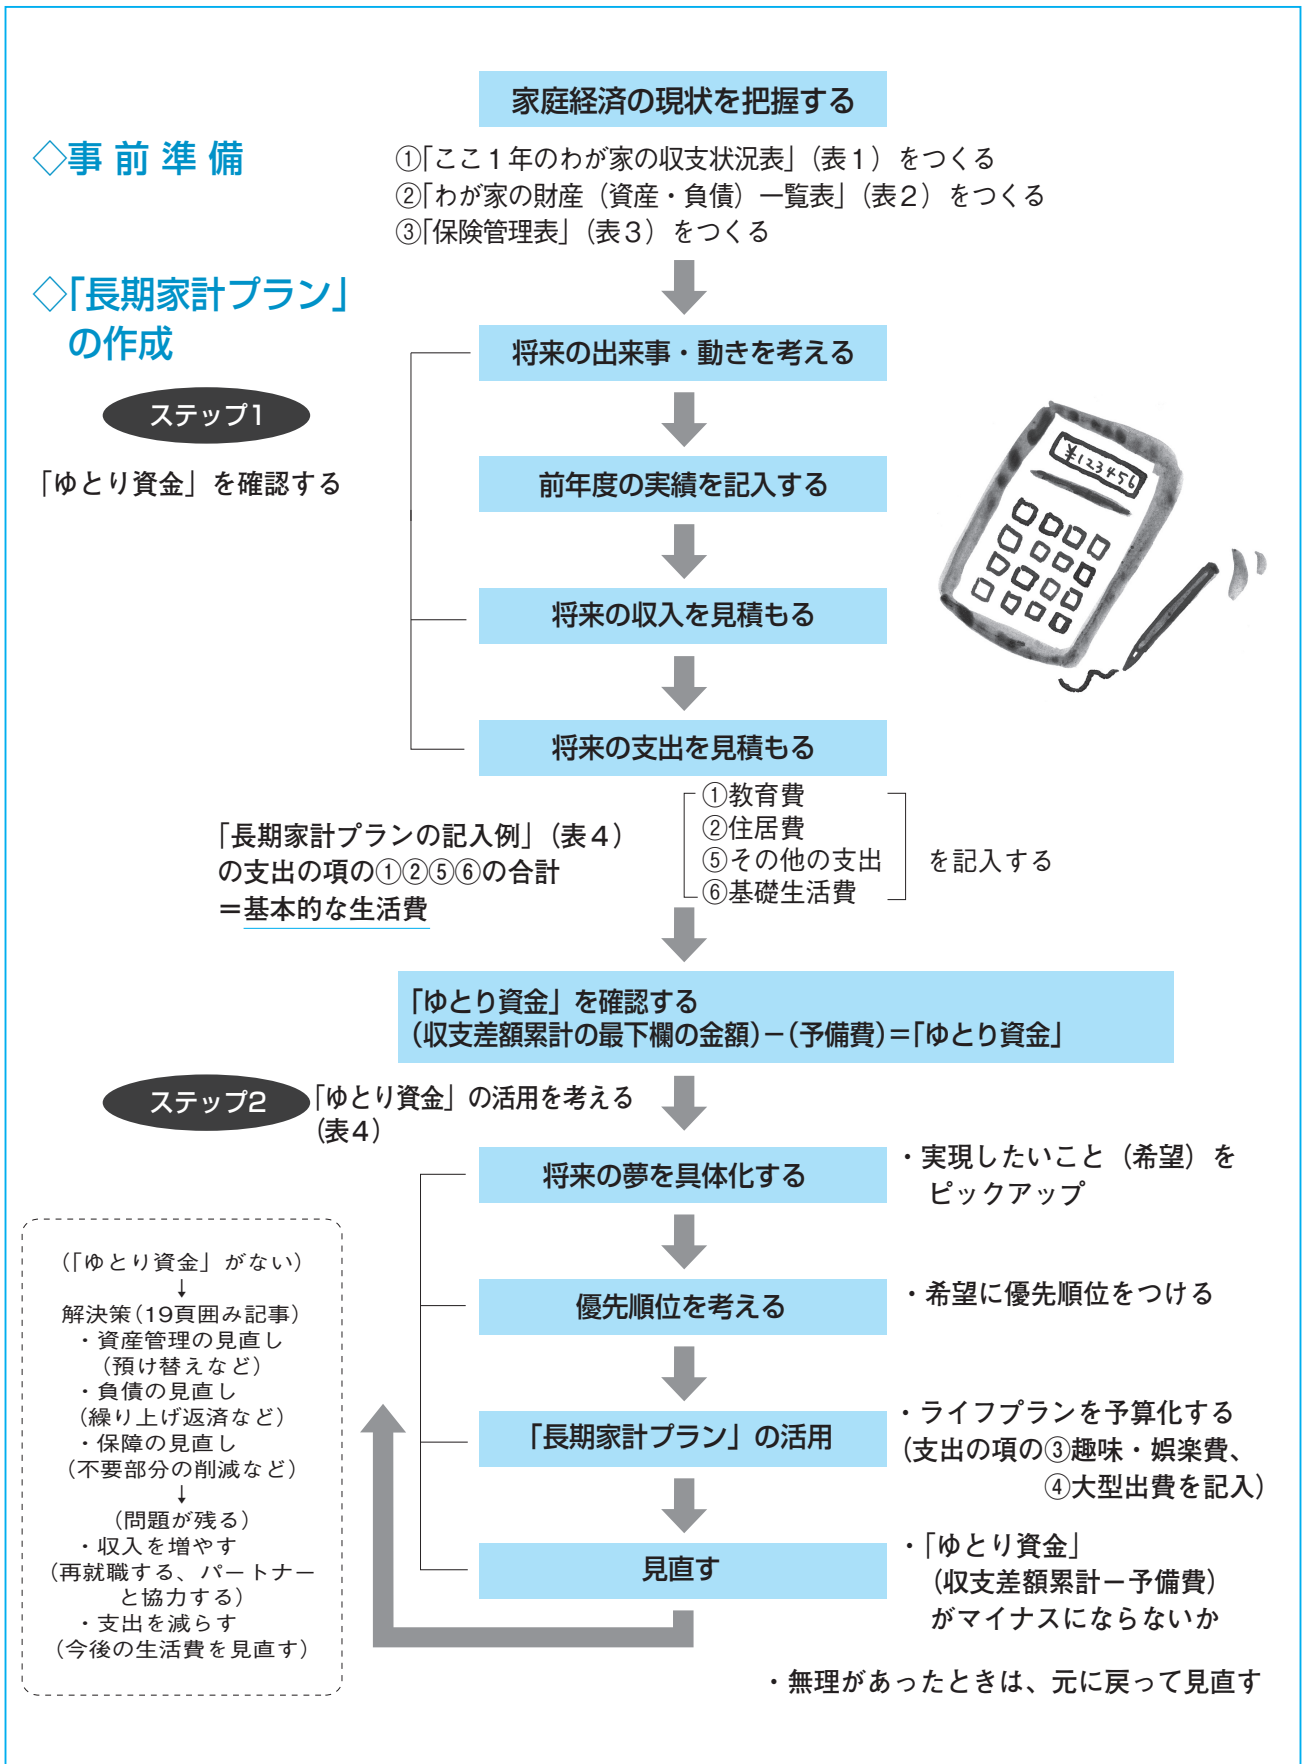 家庭経済の現状を把握する
◇事前準備
①「ここ１年のわが家の収支状況表」（表１）をつくる
②「わが家の財産（資産・負債）一覧表」（表２）をつくる
③「保険管理表」（表３）をつくる
◇「長期家計プラン」
の作成
将来の出来事・動きを考える
ステップ1
「ゆとり資金」を確認する
前年度の実績を記入する
¥123456
将来の収入を見積もる
将来の支出を見積もる
①教育費
②住居費
⑤その他の支出
⑥基礎生活費
を記入する
「長期家計プランの記入例」（表４）
の支出の項の①②⑤⑥の合計
＝基本的な生活費
「ゆとり資金」を確認する
（収支差額累計の最下欄の金額）－（予備費）＝「ゆとり資金」
ステップ2
「ゆとり資金」の活用を考える
（表４）
将来の夢を具体化する
・実現したいこと（希望）を
ピックアップ
優先順位を考える
・希望に優先順位をつける
「長期家計プラン」の活用
・ライフプランを予算化する
（支出の項の③趣味・娯楽費、
④大型出費を記入）
見直す
・「ゆとり資金」
（収支差額累計－予備費）
がマイナスにならないか
・無理があったときは、元に戻って見直す
（「ゆとり資金」がない）
↓
解決策（19頁囲み記事）
・資産管理の見直し
（預け替えなど）
・負債の見直し
（繰り上げ返済など）
・保障の見直し
（不要部分の削減など）
↓
（問題が残る）
・収入を増やす
（再就職する、パートナー
と協力する）
・支出を減らす
（今後の生活費を見直す）